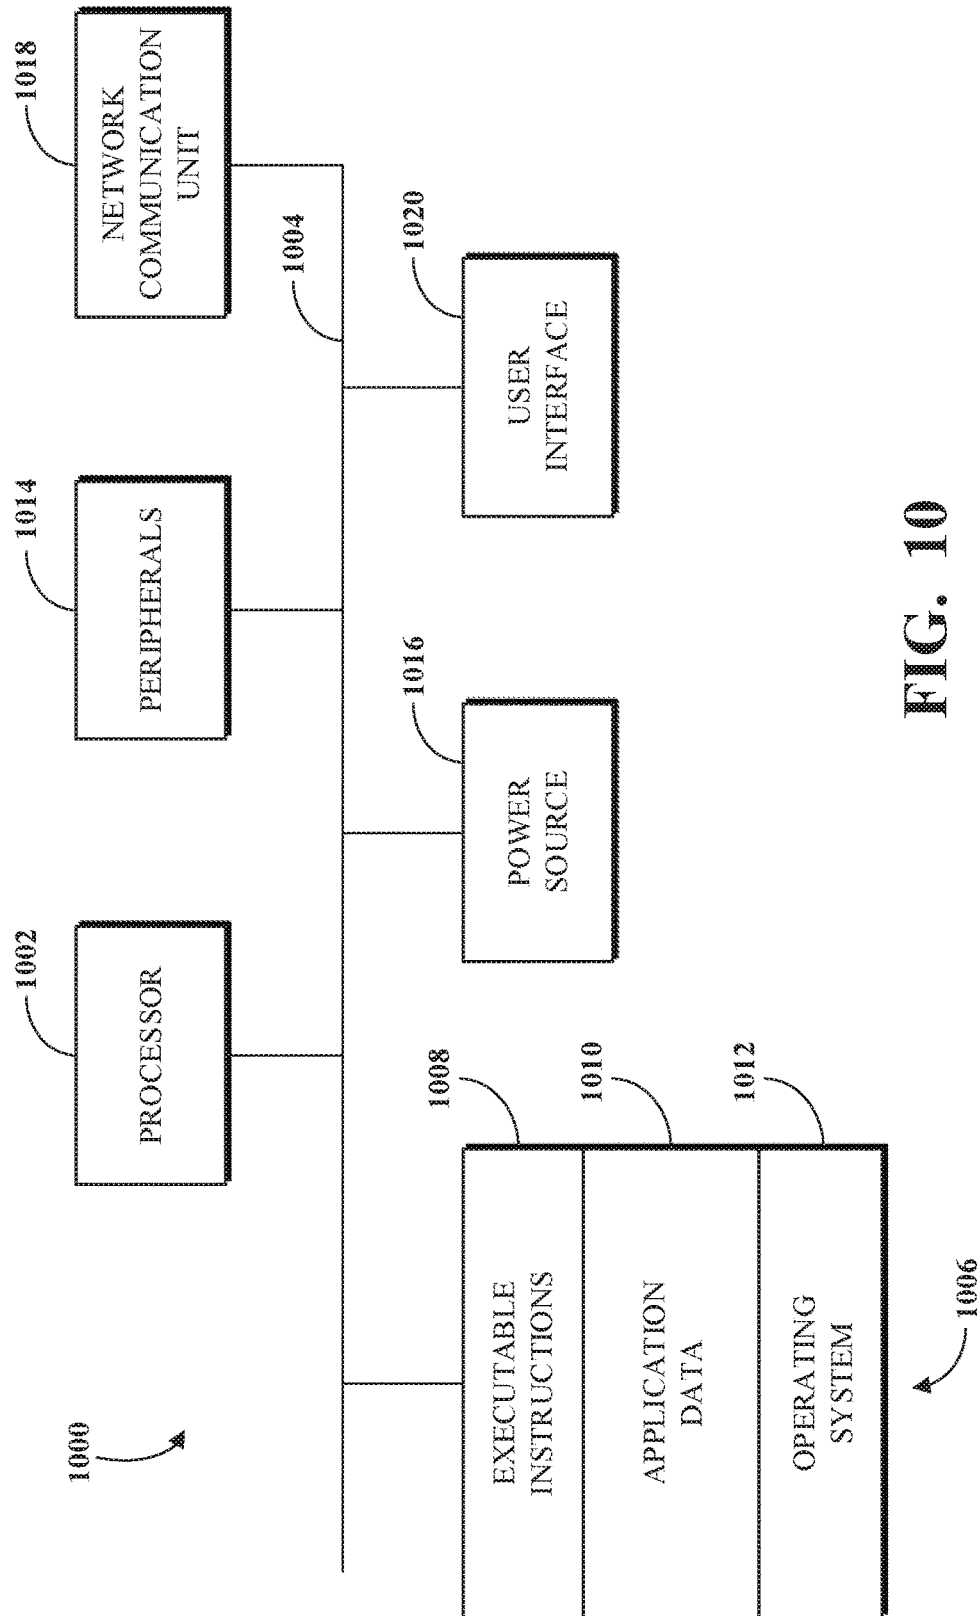 1000
1002
PROCESSOR
1014
PERIPHERALS
1018
NETWORK
COMMUNICATION
UNIT
1004
1008
EXECUTABLE
INSTRUCTIONS
1010
APPLICATION
DATA
1012
OPERATING
SYSTEM
1006
1016
POWER
SOURCE
1020
USER
INTERFACE
FIG. 10